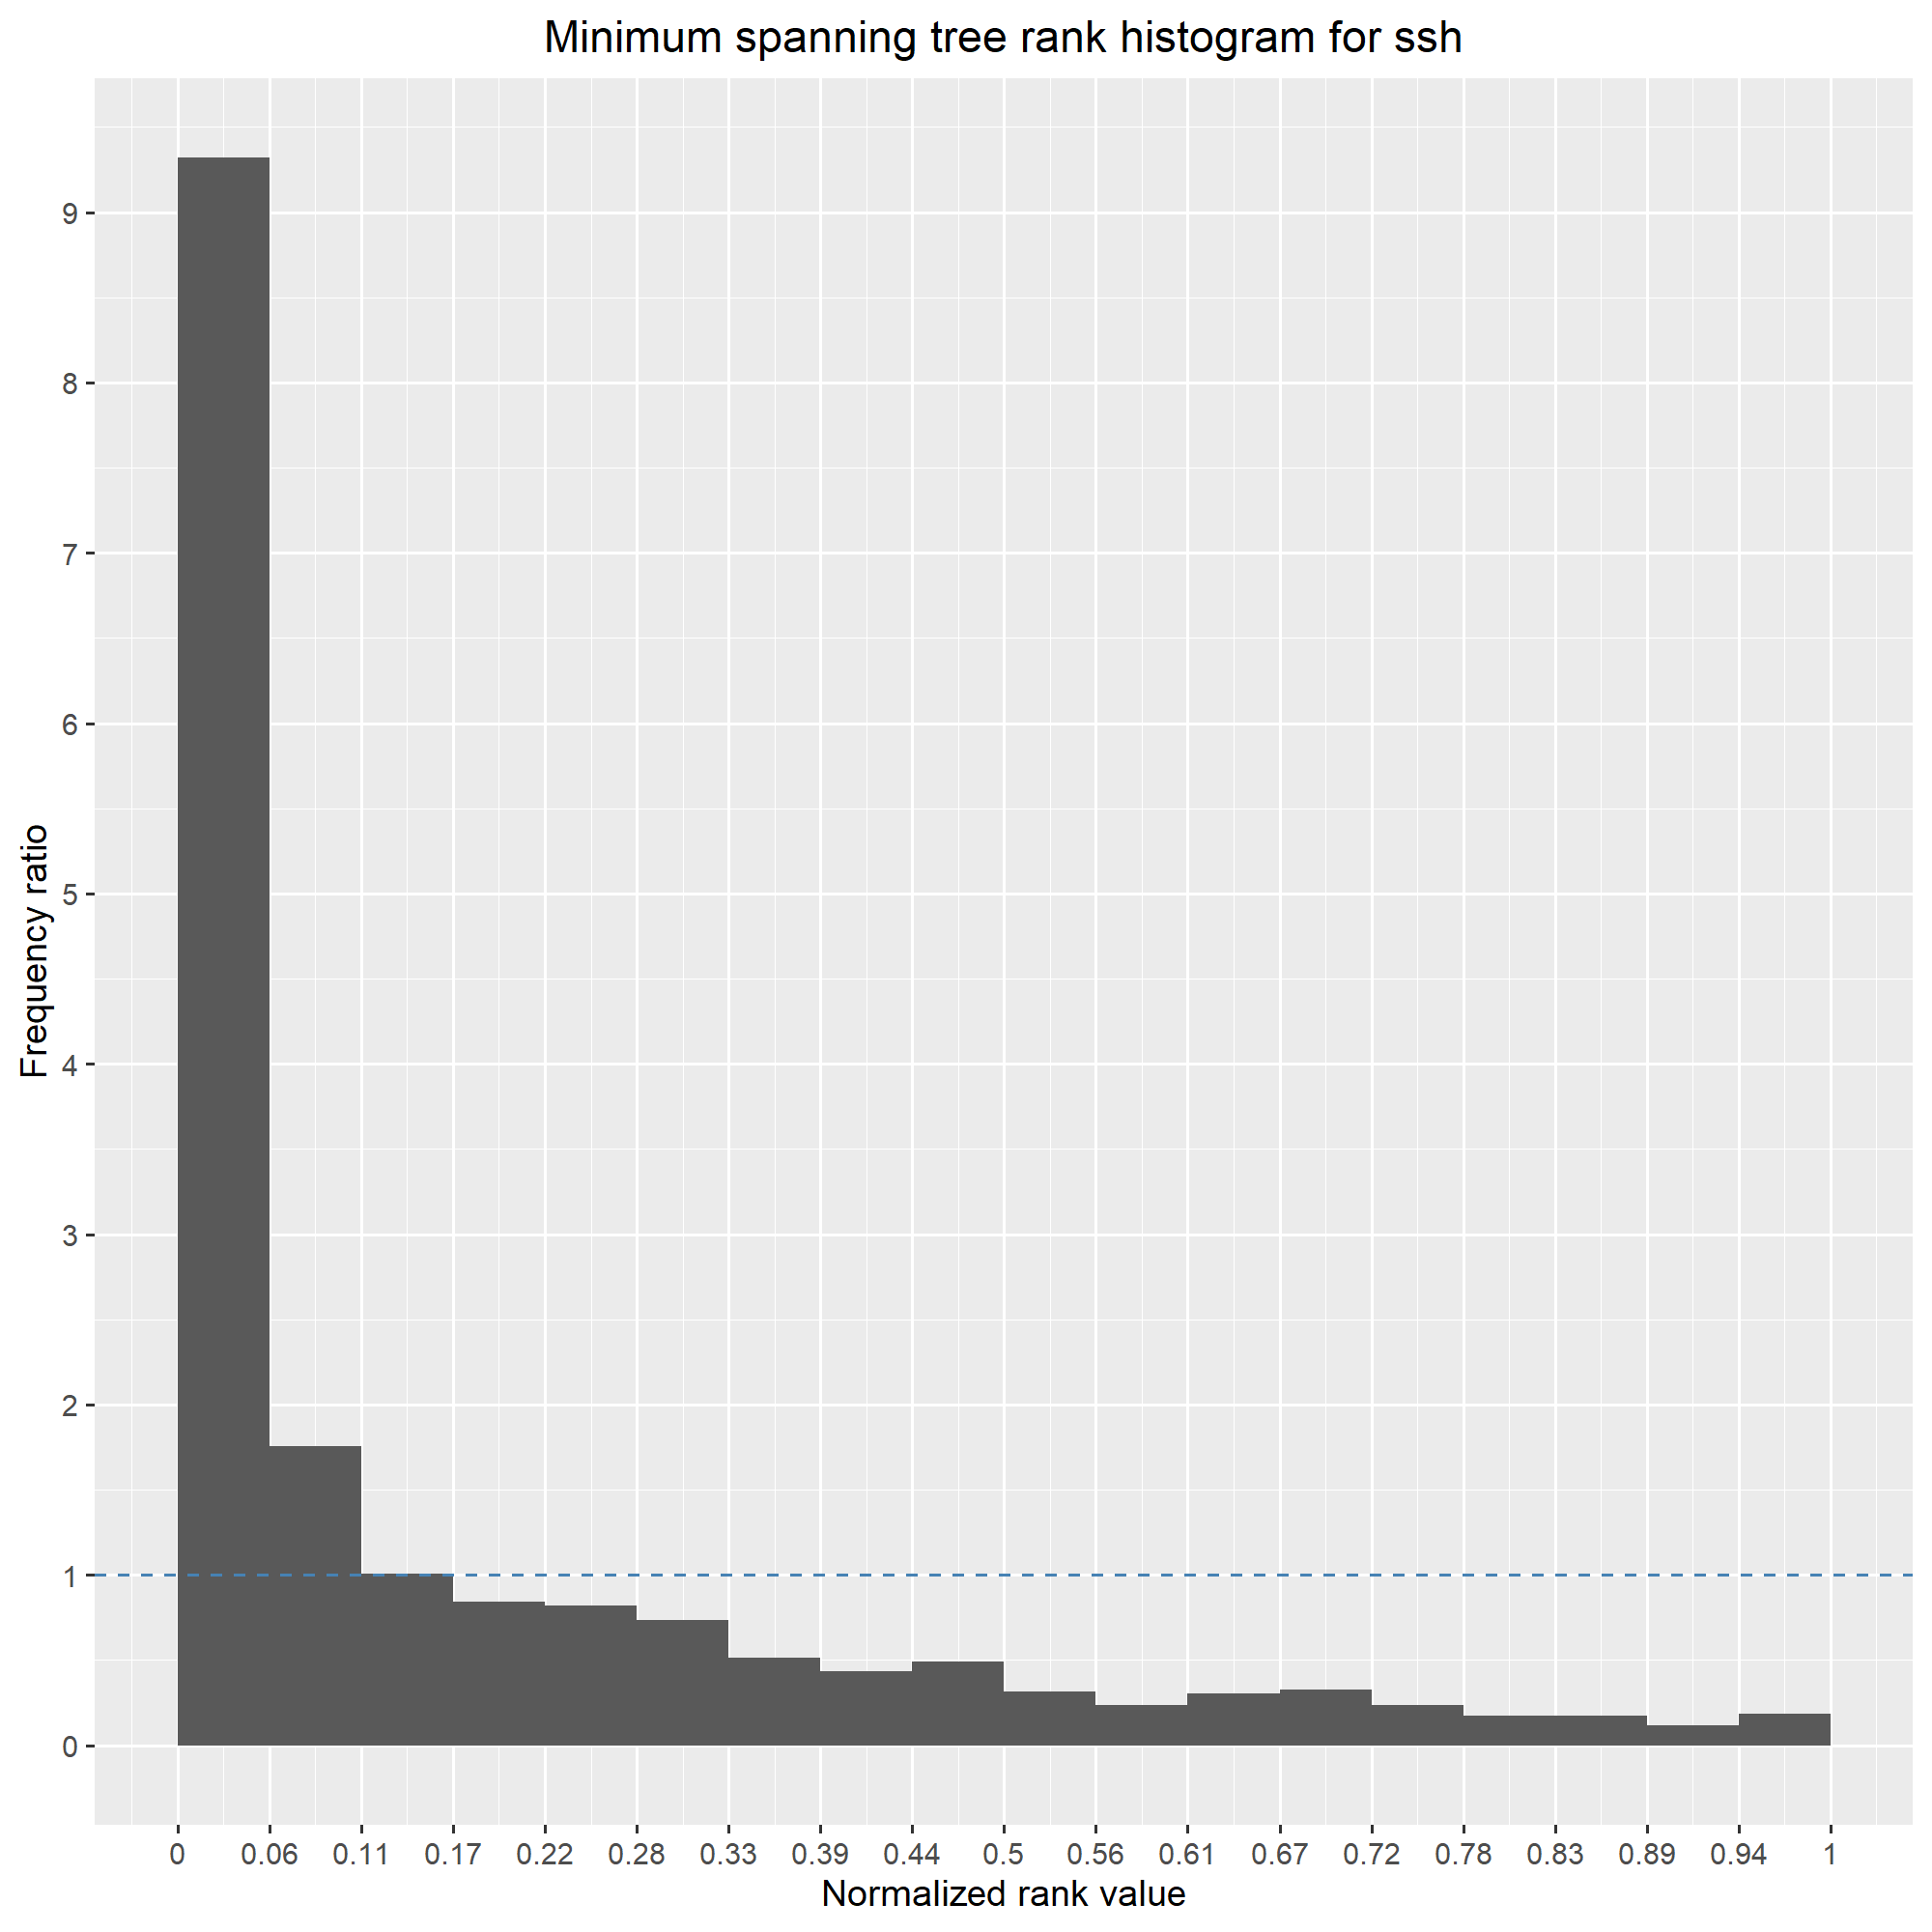 Minimum spanning tree rank histogram for ssh
Frequency ratio
9
8
7
6
5
4
3
2
1
0
0 0.06 0.11 0.17 0.22 0.28 0.33 0.39 0.44 0.5 0.56 0.61 0.67 0.72 0.78 0.83 0.89 0.94 1
Normalized rank value